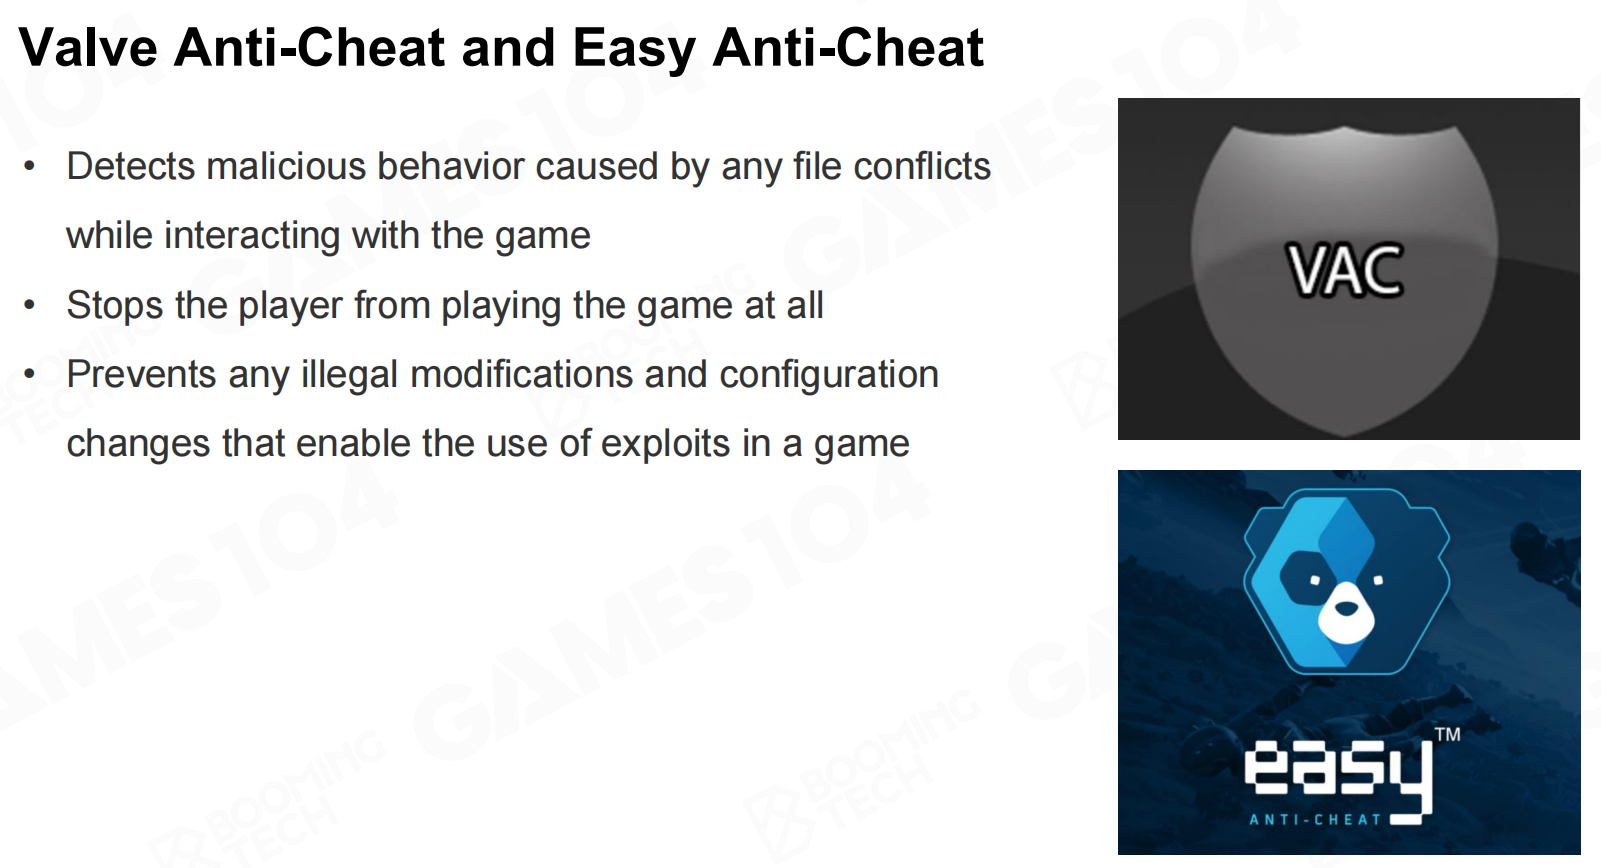 Valve Anti-Cheat and Easy Anti-Cheat
• Detects malicious behavior caused by any file conflicts
while interacting with the game
• Stops the player from playing the game at all
• Prevents any illegal modifications and configuration
changes that enable the use of exploits in a game
VAC
easy™
ANTI-CHEAT
GAMES104
BOOMING
TECH